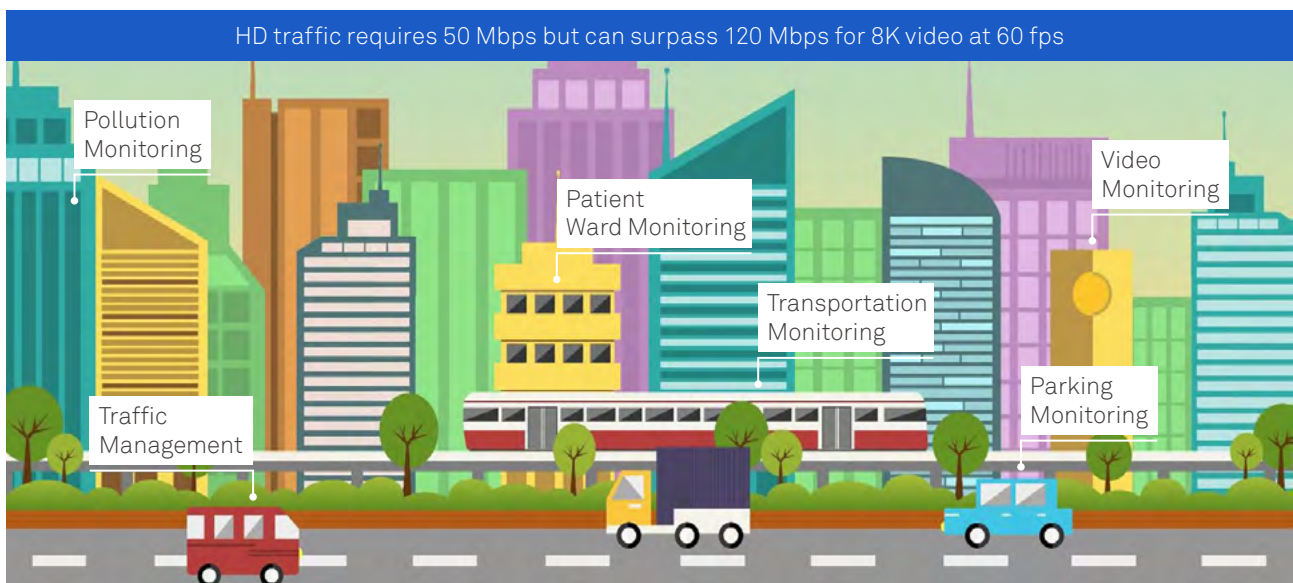 HD traffic requires 50 Mbps but can surpass 120 Mbps for 8K video at 60 fps
Pollution
Monitoring
Patient
Ward Monitoring
Video
Monitoring
Transportation
Monitoring
Parking
Monitoring
Traffic
Management